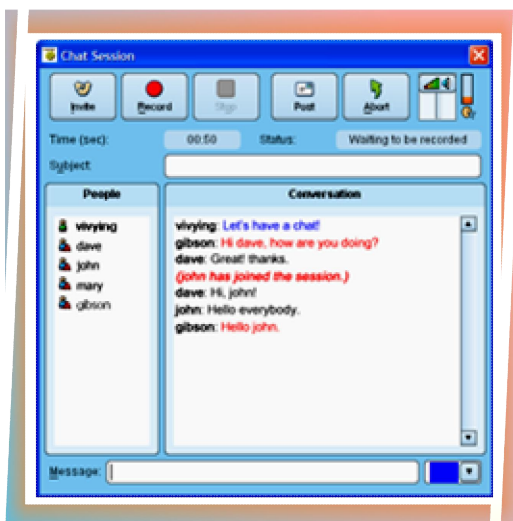 Chat Session
Invite Record Stop Post Abort
Time (sec): 00:50 Status: Waiting to be recorded
Subject:
People Conversation
vivying
dave
john
mary
gibson
vivying: Let's have a chat!
gibson: Hi dave, how are you doing?
dave: Great! thanks.
(john has joined the session.)
dave: Hi, john!
john: Hello everybody.
gibson: Hello john.
Message: